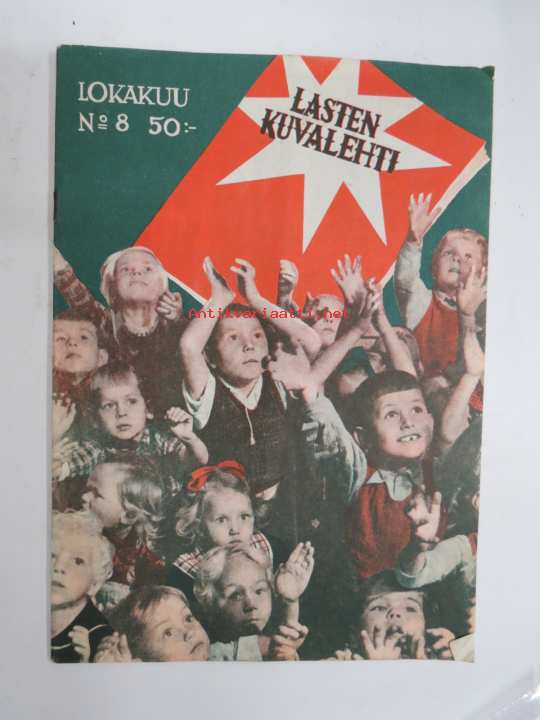 LOKAKUU
Nº 8 50:-
LASTEN
KUVALEHTI
Antikvariaatti.net